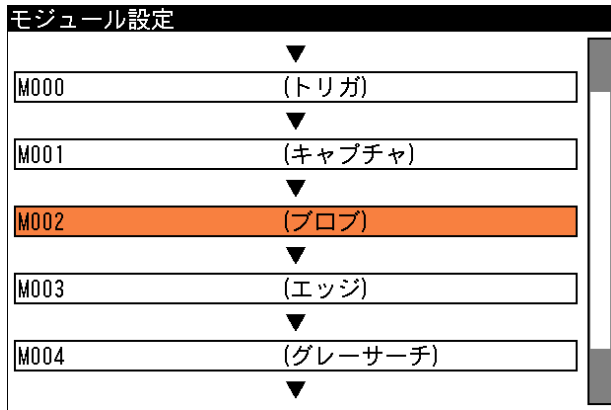 モジュール設定
▼
M000 (トリガ)
▼
M001 (キャプチャ)
▼
M002 (ブロブ)
▼
M003 (エッジ)
▼
M004 (グレーサーチ)
▼